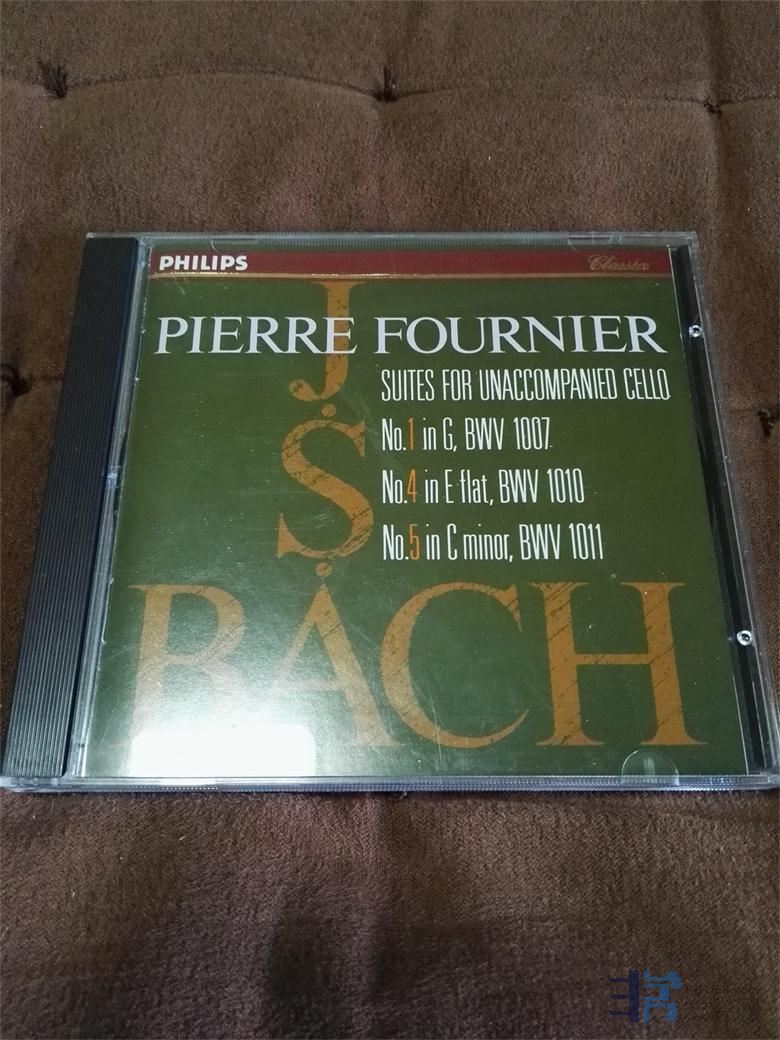 PHILIPS Classics
PIERRE FOURNIER
SUITES FOR UNACCOMPANIED CELLO
No.1 in G, BWV 1007
No.4 in E flat, BWV 1010
No.5 in C minor, BWV 1011
J.
S.
BACH